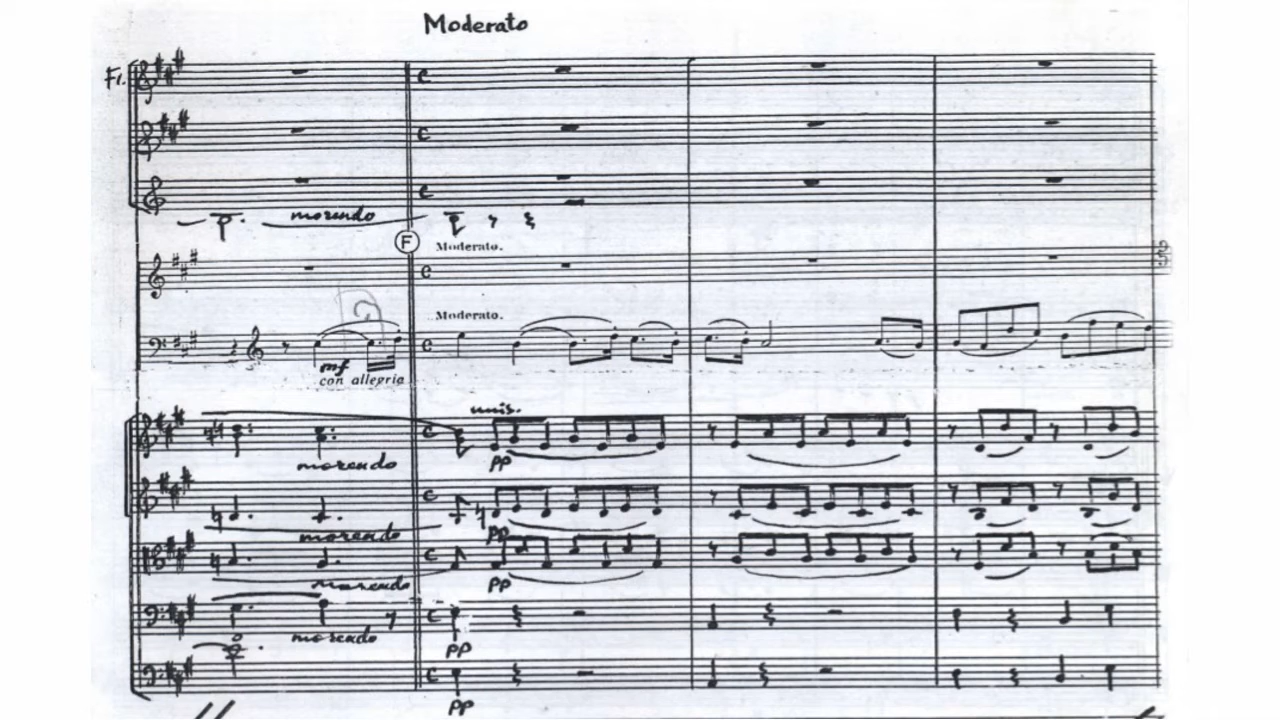 Moderato
Fl.
morendo
F
Moderato.
Moderato.
mf
con allegria
unis.
morendo
pp
morendo
pp
morendo
pp
morendo
pp
pp